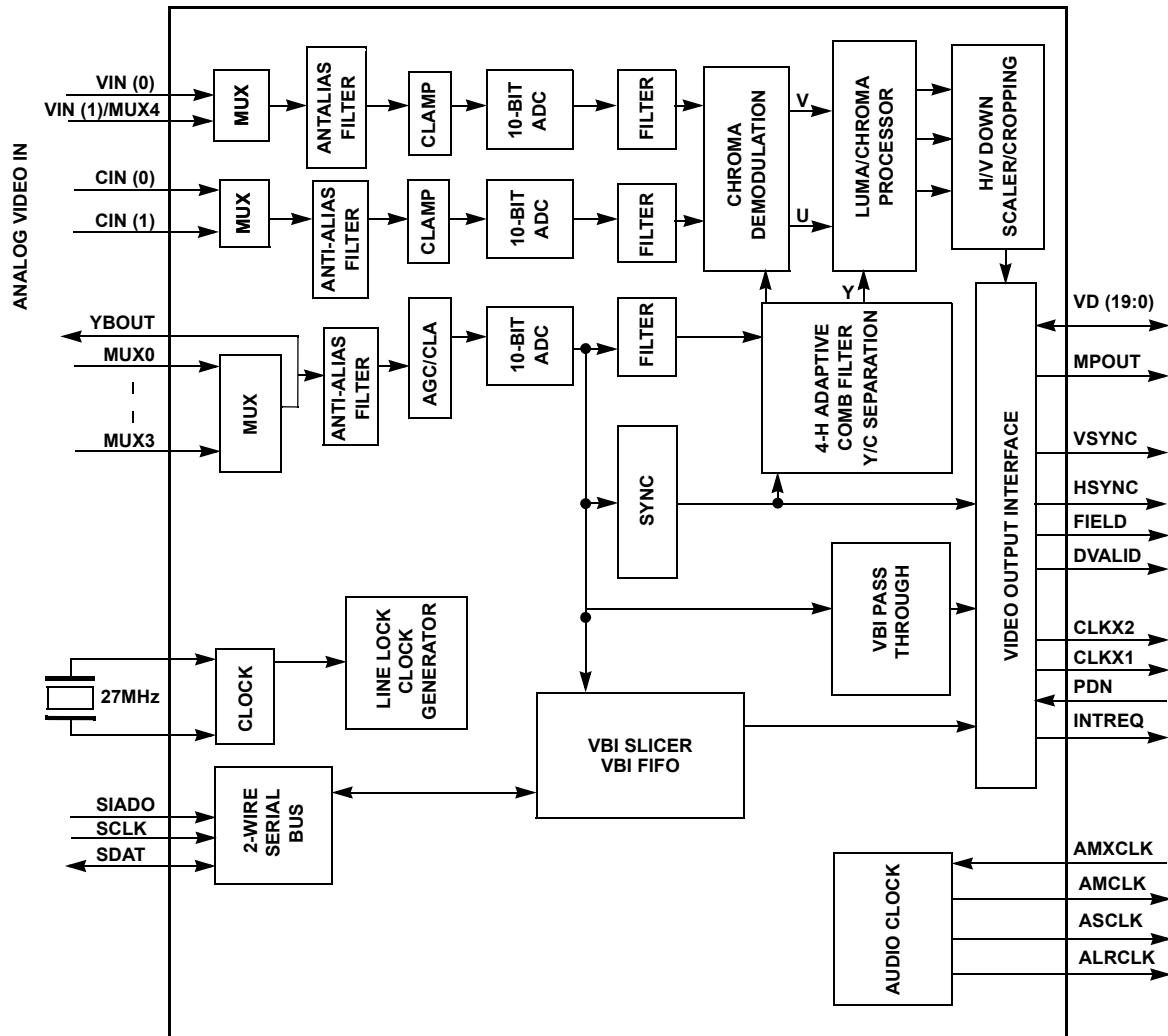 ANALOG VIDEO IN
VIN (0)
VIN (1)/MUX4
CIN (0)
CIN (1)
YBOUT
MUX0
MUX3
MUX
ANTALIAS
FILTER
CLAMP
10-BIT
ADC
FILTER
MUX
ANTI-ALIAS
FILTER
CLAMP
10-BIT
ADC
FILTER
MUX
ANTI-ALIAS
FILTER
AGC/CLA
10-BIT
ADC
FILTER
CHROMA
DEMODULATION
V
U
Y
LUMA/CHROMA
PROCESSOR
H/V DOWN
SCALER/CROPPING
4-H ADAPTIVE
COMB FILTER
Y/C SEPARATION
SYNC
VBI PASS
THROUGH
VIDEO OUTPUT INTERFACE
VD (19:0)
MPOUT
VSYNC
HSYNC
FIELD
DVALID
CLKX2
CLKX1
PDN
INTREQ
27MHz
CLOCK
LINE LOCK
CLOCK
GENERATOR
VBI SLICER
VBI FIFO
SIADO
SCLK
SDAT
2-WIRE
SERIAL
BUS
AUDIO CLOCK
AMXCLK
AMCLK
ASCLK
ALRCLK